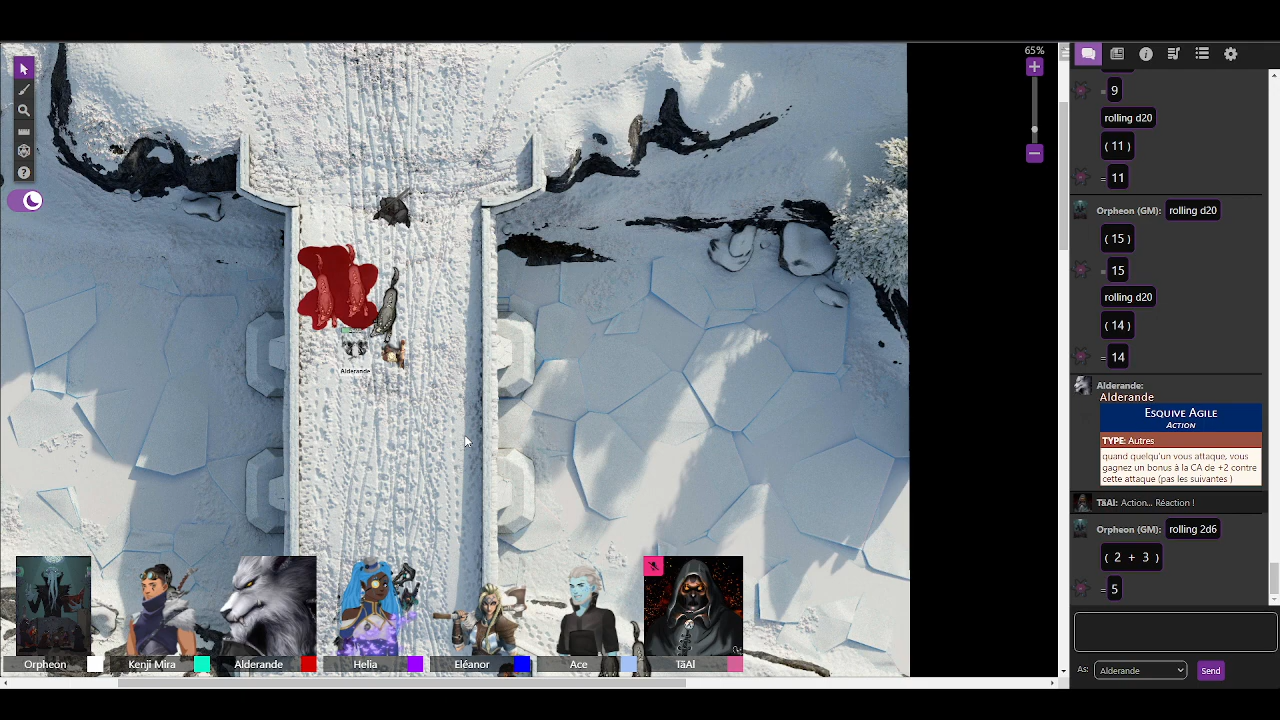 65%
= 9
rolling d20
( 11 )
= 11
Orpheon (GM): rolling d20
( 15 )
= 15
rolling d20
( 14 )
= 14
Alderande:
Alderande
Esquive Agile
Action
TYPE: Autres
quand quelqu'un vous attaque, vous
gagnez un bonus à la CA de +2 contre
cette attaque (pas les suivantes )
TãAl: Action... Réaction !
Orpheon (GM): rolling 2d6
( 2 + 3 )
= 5
Alderande
Orpheon
Kenji Mira
Alderande
Helia
Eléanor
Ace
TãAl
As:
Alderande
Send